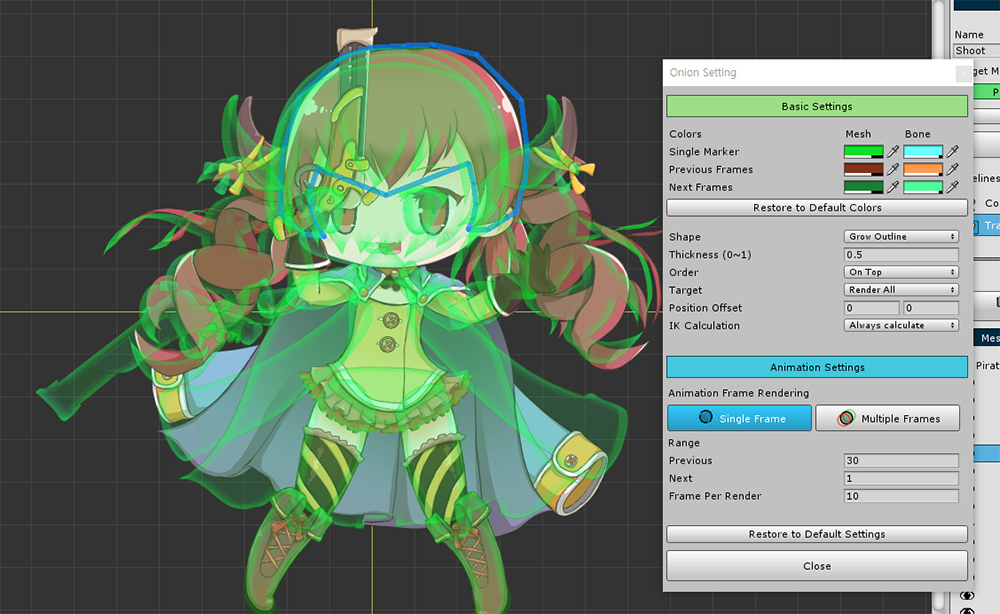 Name
Shoot
Onion Setting
get M
P
Basic Settings
Colors Mesh Bone
Single Marker
Previous Frames
Next Frames
elines
Restore to Default Colors
Co
Tra
Shape Grow Outline
Thickness (0~1) 0.5
Order On Top
Target Render All
Position Offset 0 0
IK Calculation Always calculate
Mes
Animation Settings
Pirat
Animation Frame Rendering
Single Frame Multiple Frames
Range
Previous 30
Next 1
Frame Per Render 10
Restore to Default Settings
Close